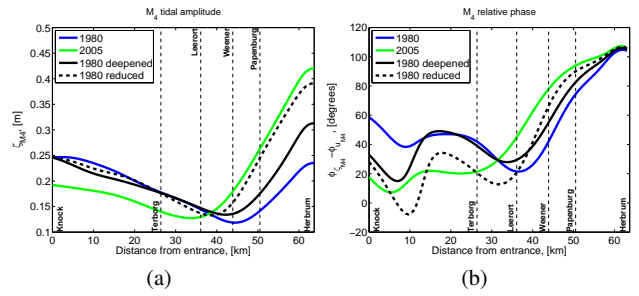 M4 tidal amplitude
0.5
0.45
0.4
0.35
0.3
0.25
0.2
0.15
0.1
0
10
20
30
40
50
60
ζM4, [m]
Distance from entrance, [km]
1980
2005
1980 deepened
1980 reduced
Knock
Terborg
Leerort
Weener
Papenburg
Herbrum
(a)
M4 relative phase
120
100
80
60
40
20
0
−20
0
10
20
30
40
50
60
ϕζM4 −ϕuM4, [degrees]
Distance from entrance, [km]
1980
2005
1980 deepened
1980 reduced
Knock
Terborg
Leerort
Weener
Papenburg
Herbrum
(b)